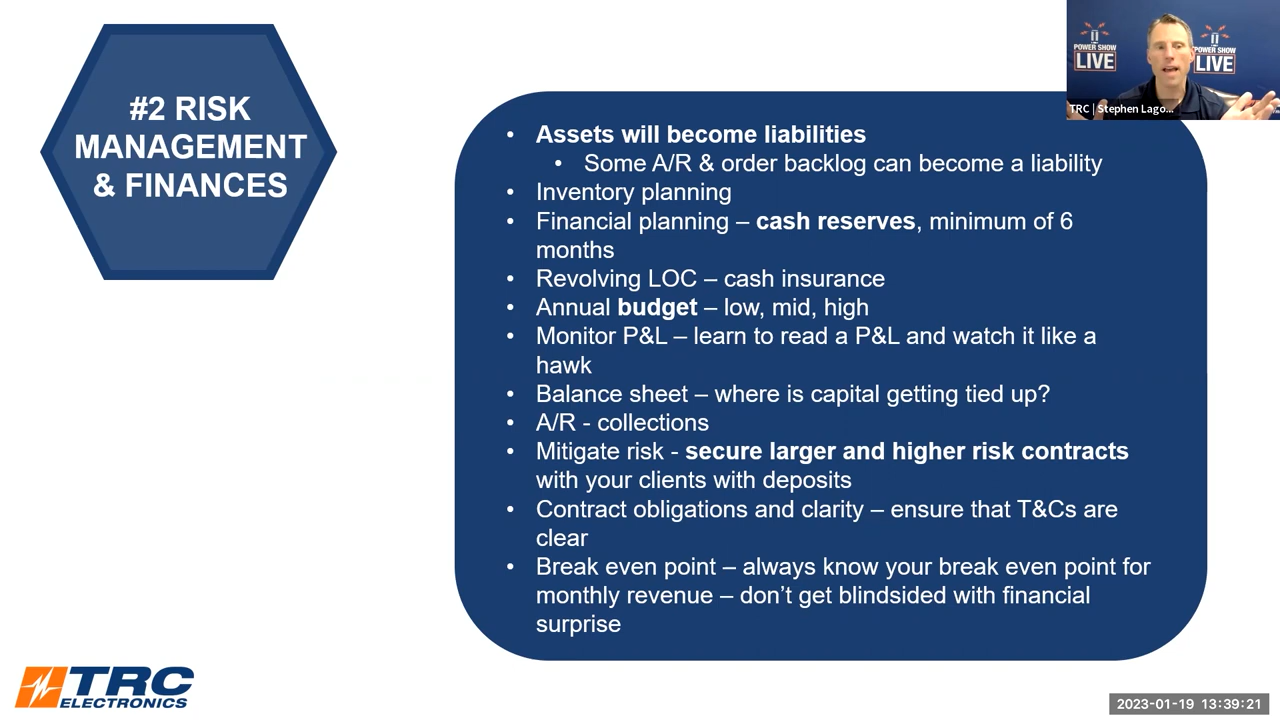 #2 RISK
MANAGEMENT
& FINANCES
POWER SHOW
LIVE
POWER SHOW
LIVE
TRC | Stephen Lago...
• Assets will become liabilities
• Some A/R & order backlog can become a liability
• Inventory planning
• Financial planning – cash reserves, minimum of 6
months
• Revolving LOC – cash insurance
• Annual budget – low, mid, high
• Monitor P&L – learn to read a P&L and watch it like a
hawk
• Balance sheet – where is capital getting tied up?
• A/R - collections
• Mitigate risk - secure larger and higher risk contracts
with your clients with deposits
• Contract obligations and clarity – ensure that T&Cs are
clear
• Break even point – always know your break even point for
monthly revenue – don’t get blindsided with financial
surprise
TRC
ELECTRONICS
2023-01-19 13:39:21